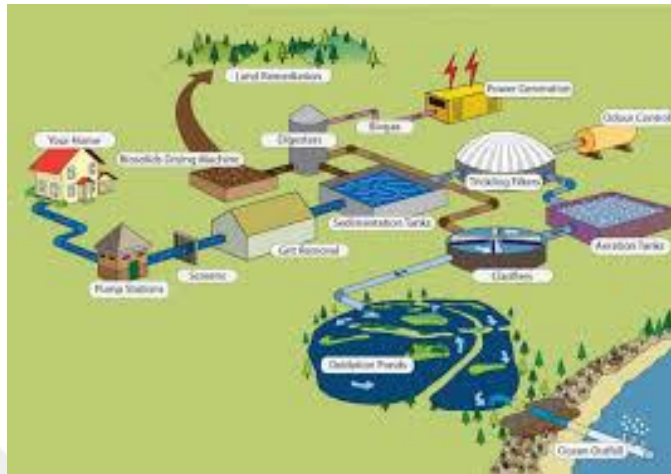 Land Remediation
Power Generation
Odour Control
Your Home
Digesters
Biogas
Biosolids Drying Machine
Trickling Filters
Sedimentation Tanks
Grit Removal
Aeration Tanks
Clarifiers
Screens
Pump Stations
Oxidation Ponds
Ocean Outfall